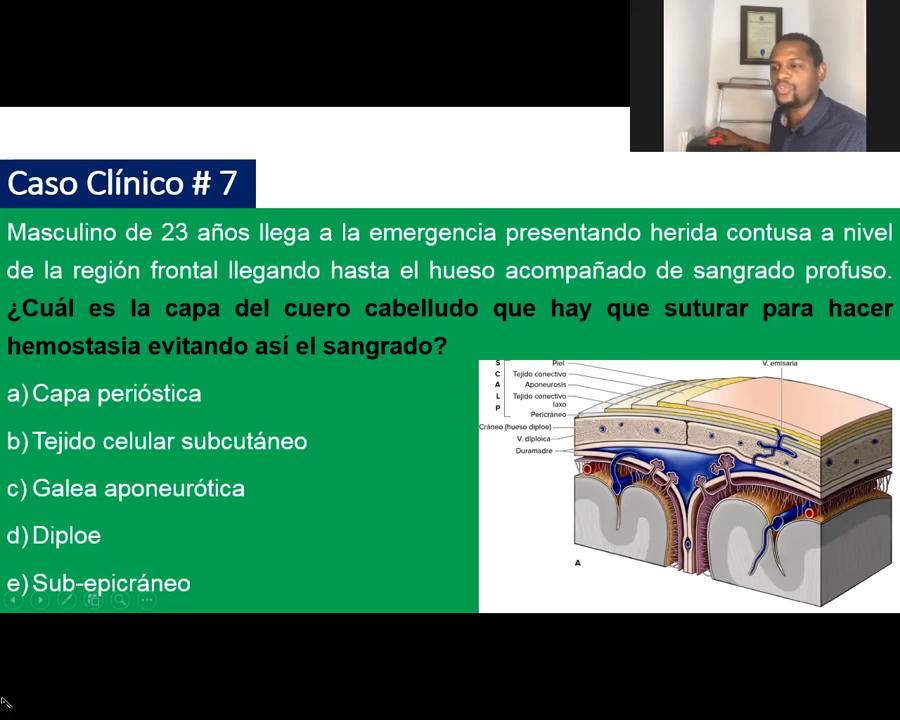 Caso Clínico # 7
Masculino de 23 años llega a la emergencia presentando herida contusa a nivel
de la región frontal llegando hasta el hueso acompañado de sangrado profuso.
¿Cuál es la capa del cuero cabelludo que hay que suturar para hacer
hemostasia evitando así el sangrado?
a) Capa perióstica
b) Tejido celular subcutáneo
c) Galea aponeurótica
d) Diploe
e) Sub-epicráneo
S
C
A
L
P
Piel
Tejido conectivo
Aponeurosis
Tejido conectivo
laxo
Pericráneo
Cráneo (hueso diploe)
V. diploica
Duramadre
V. emisaria
A